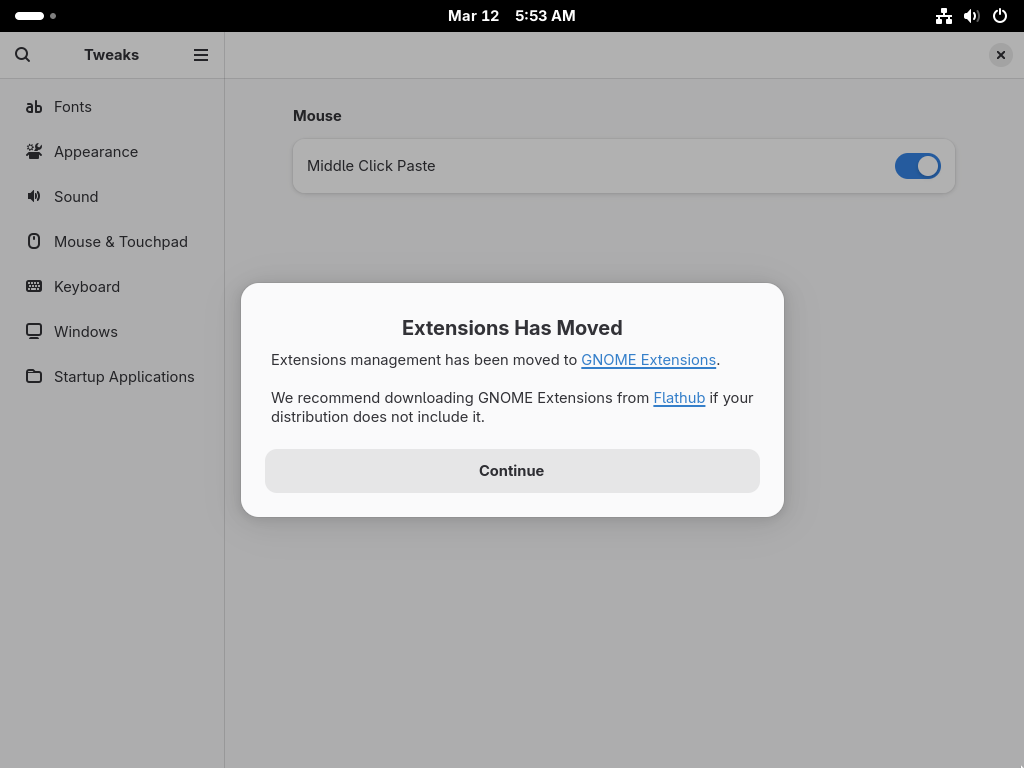 Mar 12 5:53 AM
Tweaks
Fonts
Appearance
Sound
Mouse & Touchpad
Keyboard
Windows
Startup Applications
Mouse
Middle Click Paste
Extensions Has Moved
Extensions management has been moved to GNOME Extensions.
We recommend downloading GNOME Extensions from Flathub if your
distribution does not include it.
Continue